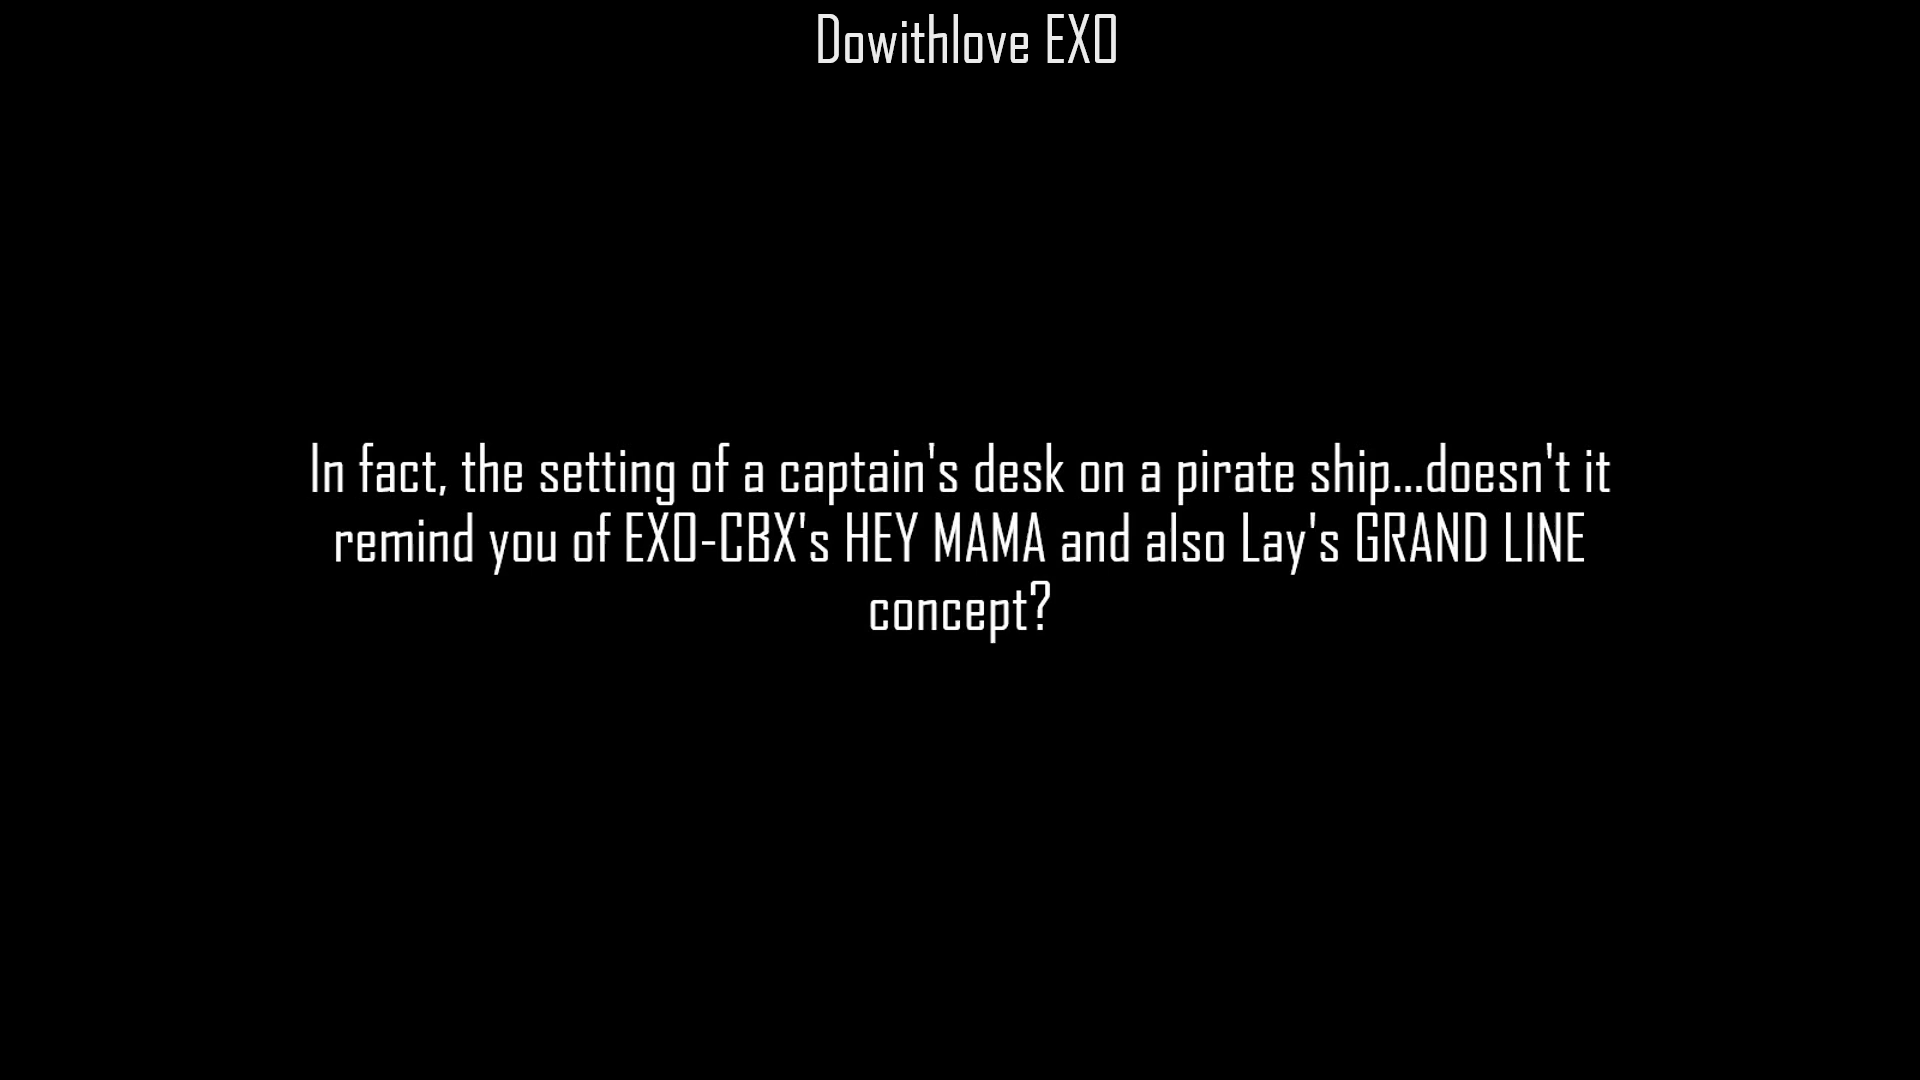 Dowithlove EXO
In fact, the setting of a captain's desk on a pirate ship...doesn't it
remind you of EXO-CBX's HEY MAMA and also Lay's GRAND LINE
concept?